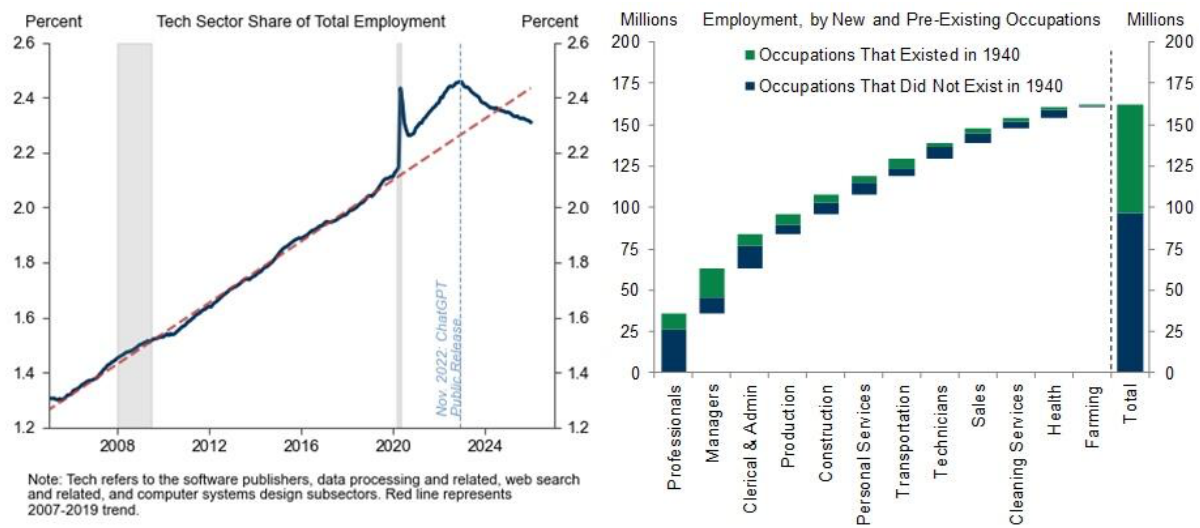 Percent Tech Sector Share of Total Employment Percent
2.6 2.6
2.4 2.4
2.2 2.2
2.0 2.0
1.8 1.8
1.6 1.6
1.4 1.4
1.2 1.2
2008 2012 2016 2020 2024
Nov. 2022: ChatGPT
Public Release
Note: Tech refers to the software publishers, data processing and related, web search
and related, and computer systems design subsectors. Red line represents
2007-2019 trend.
Millions Employment, by New and Pre-Existing Occupations Millions
200 200
Occupations That Existed in 1940
175 175
Occupations That Did Not Exist in 1940
150 150
125 125
100 100
75 75
50 50
25 25
0 0
Professionals
Managers
Clerical & Admin
Production
Construction
Personal Services
Transportation
Technicians
Sales
Cleaning Services
Health
Farming
Total